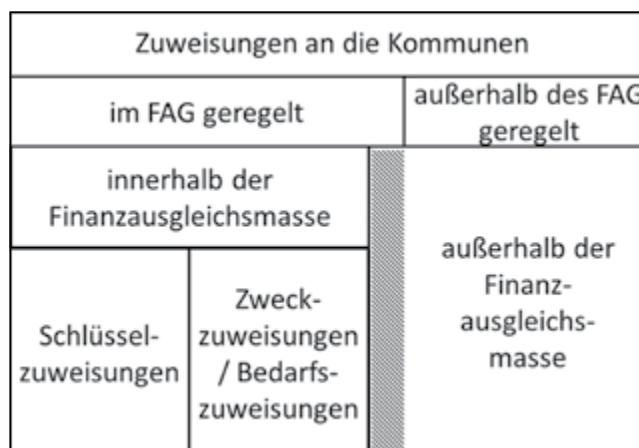 Zuweisungen an die Kommunen
im FAG geregelt
außerhalb des FAG
geregelt
innerhalb der
Finanzausgleichsmasse
Schlüssel-
zuweisungen
Zweck-
zuweisungen
/ Bedarfs-
zuweisungen
außerhalb der
Finanz-
ausgleichs-
masse